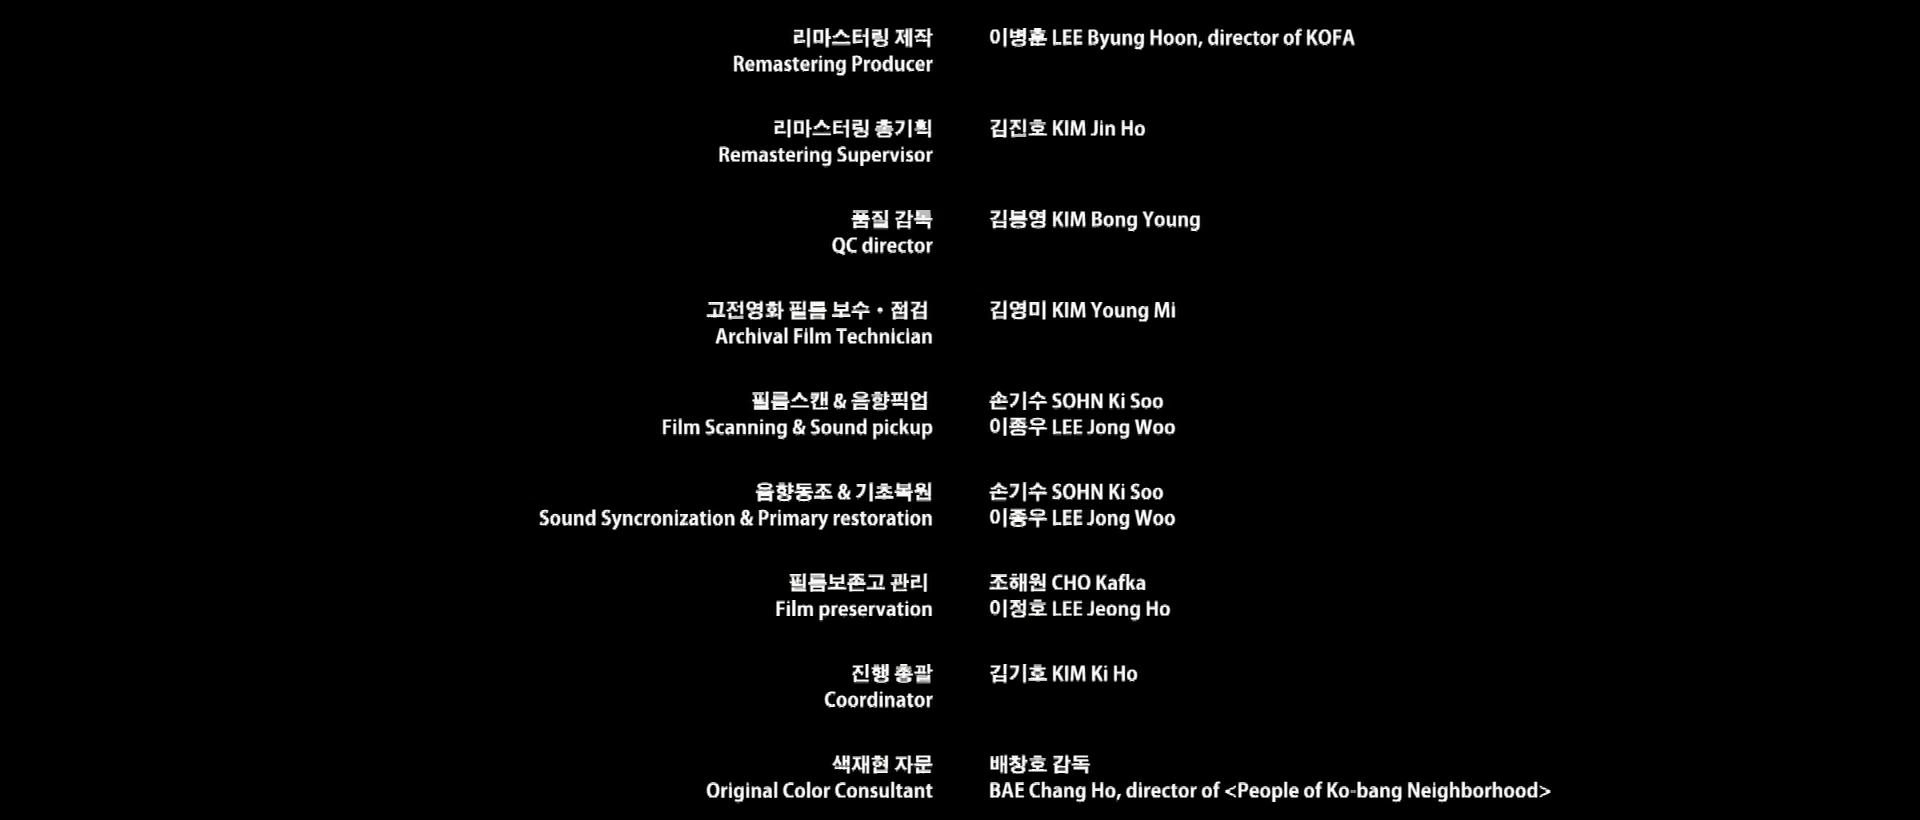 리마스터링 제작 이병훈 LEE Byung Hoon, director of KOFA
Remastering Producer
리마스터링 총기획 김진호 KIM Jin Ho
Remastering Supervisor
품질 감독 김봉영 KIM Bong Young
QC director
고전영화 필름 보수・점검 김영미 KIM Young Mi
Archival Film Technician
필름스캔 & 음향픽업 손기수 SOHN Ki Soo
Film Scanning & Sound pickup 이종우 LEE Jong Woo
음향동조 & 기초복원 손기수 SOHN Ki Soo
Sound Syncronization & Primary restoration 이종우 LEE Jong Woo
필름보존고 관리 조해원 CHO Kafka
Film preservation 이정호 LEE Jeong Ho
진행 총괄 김기호 KIM Ki Ho
Coordinator
색재현 자문 배창호 감독
Original Color Consultant BAE Chang Ho, director of <People of Ko-bang Neighborhood>